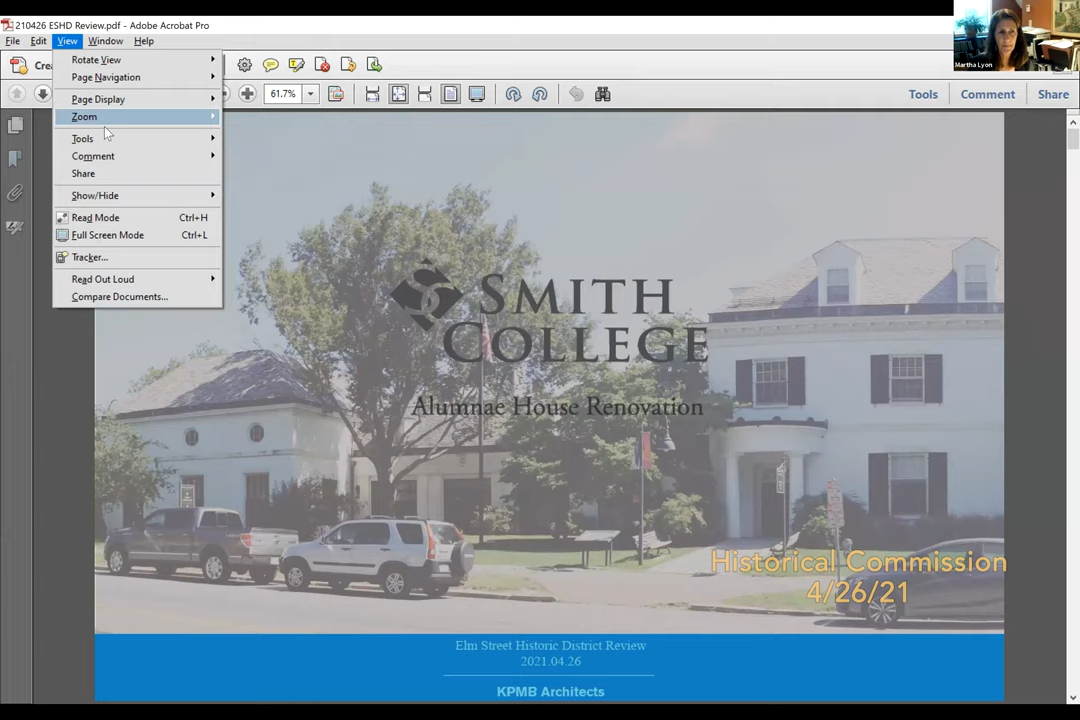 210426 ESHD Review.pdf - Adobe Acrobat Pro
File Edit View Window Help
Rotate View
Crea
Page Navigation
61.7%
Tools Comment Share
Page Display
Zoom
Tools
Comment
Share
Show/Hide
Read Mode Ctrl+H
Full Screen Mode Ctrl+L
Tracker...
Read Out Loud
Compare Documents...
Martha Lyon
SMITH
COLLEGE
Alumnae House Renovation
Historical Commission
4/26/21
Elm Street Historic District Review
2021.04.26
KPMB Architects